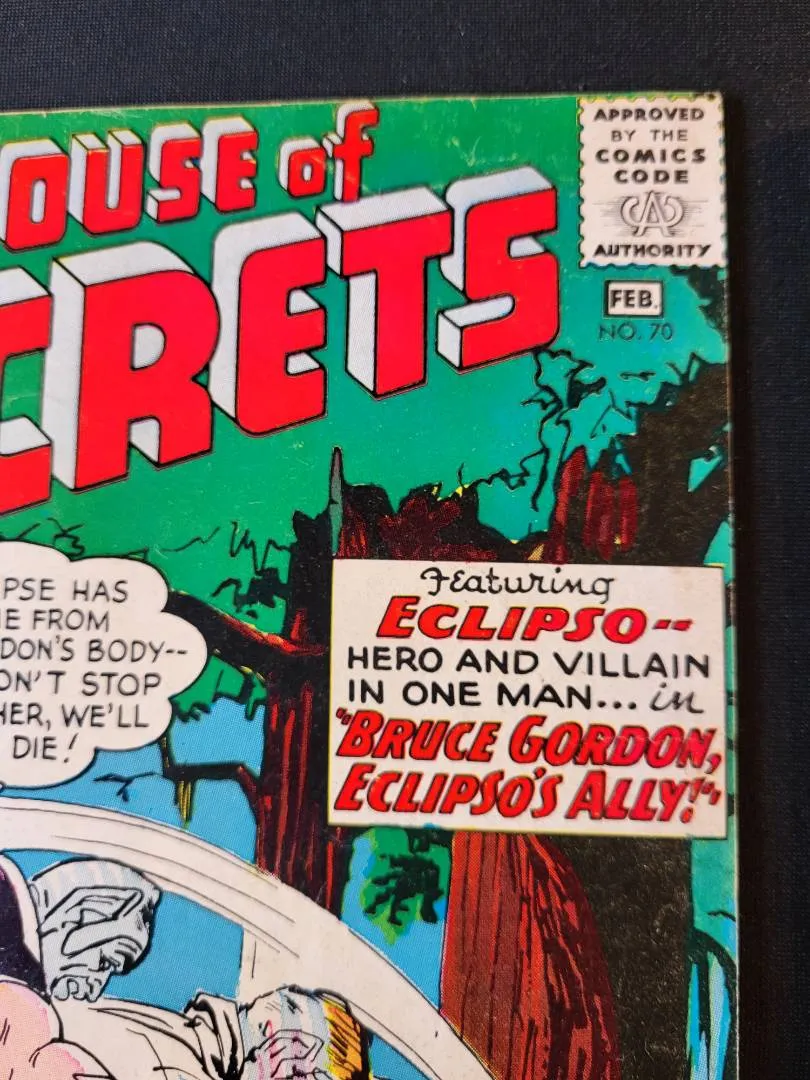 OUSE of
CRETS
APPROVED
BY THE
COMICS
CODE
CA
AUTHORITY
FEB.
NO. 70
PSE HAS
E FROM
DON'S BODY--
ON'T STOP
HER, WE'LL
DIE!
Featuring
ECLIPSO--
HERO AND VILLAIN
IN ONE MAN... in
"BRUCE GORDON,
ECLIPSO'S ALLY!"